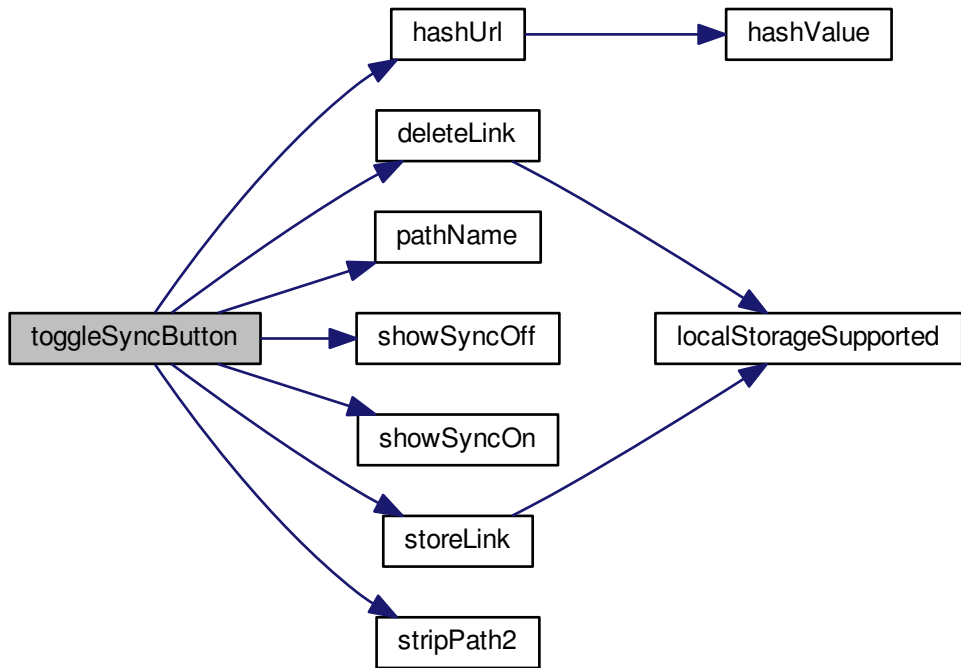 hashUrl
hashValue
deleteLink
pathName
toggleSyncButton
showSyncOff
localStorageSupported
showSyncOn
storeLink
stripPath2